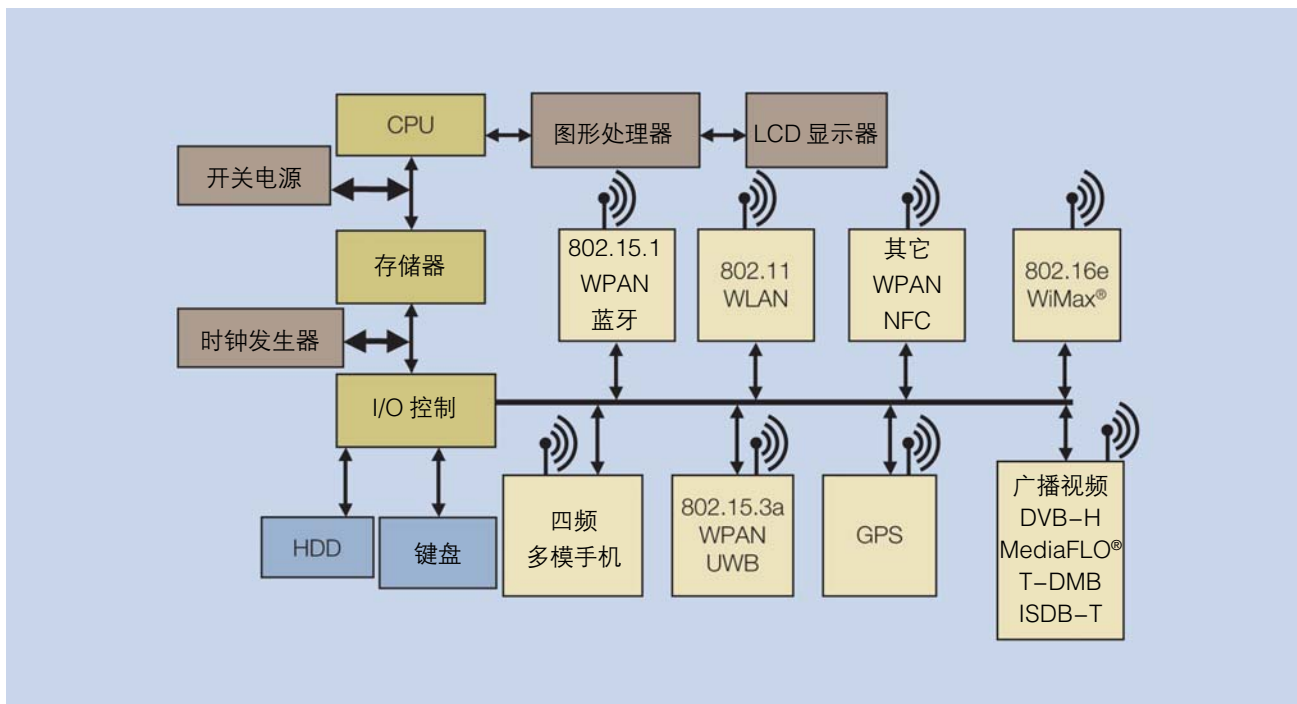 CPU
图形处理器
LCD 显示器
开关电源
存储器
802.15.1
WPAN
蓝牙
802.11
WLAN
其它
WPAN
NFC
802.16e
WiMax®
时钟发生器
I/O 控制
HDD
键盘
四频
多模手机
802.15.3a
WPAN
UWB
GPS
广播视频
DVB-H
MediaFLO®
T-DMB
ISDB-T